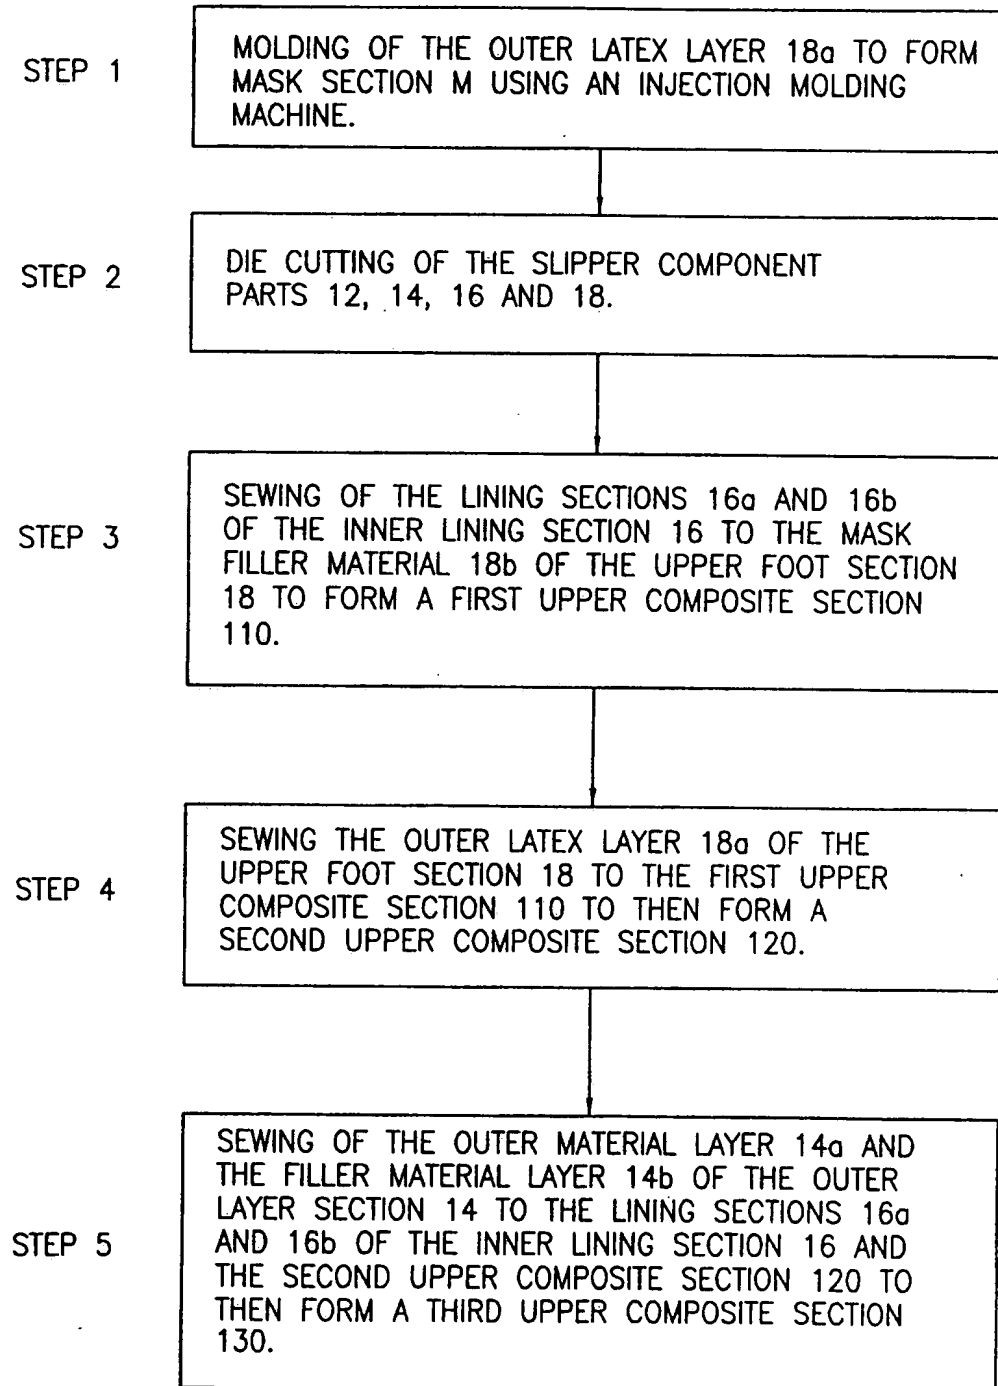 STEP 1
MOLDING OF THE OUTER LATEX LAYER 18a TO FORM
MASK SECTION M USING AN INJECTION MOLDING
MACHINE.
STEP 2
DIE CUTTING OF THE SLIPPER COMPONENT
PARTS 12, 14, 16 AND 18.
STEP 3
SEWING OF THE LINING SECTIONS 16a AND 16b
OF THE INNER LINING SECTION 16 TO THE MASK
FILLER MATERIAL 18b OF THE UPPER FOOT SECTION
18 TO FORM A FIRST UPPER COMPOSITE SECTION
110.
STEP 4
SEWING THE OUTER LATEX LAYER 18a OF THE
UPPER FOOT SECTION 18 TO THE FIRST UPPER
COMPOSITE SECTION 110 TO THEN FORM A
SECOND UPPER COMPOSITE SECTION 120.
STEP 5
SEWING OF THE OUTER MATERIAL LAYER 14a AND
THE FILLER MATERIAL LAYER 14b OF THE OUTER
LAYER SECTION 14 TO THE LINING SECTIONS 16a
AND 16b OF THE INNER LINING SECTION 16 AND
THE SECOND UPPER COMPOSITE SECTION 120 TO
THEN FORM A THIRD UPPER COMPOSITE SECTION
130.